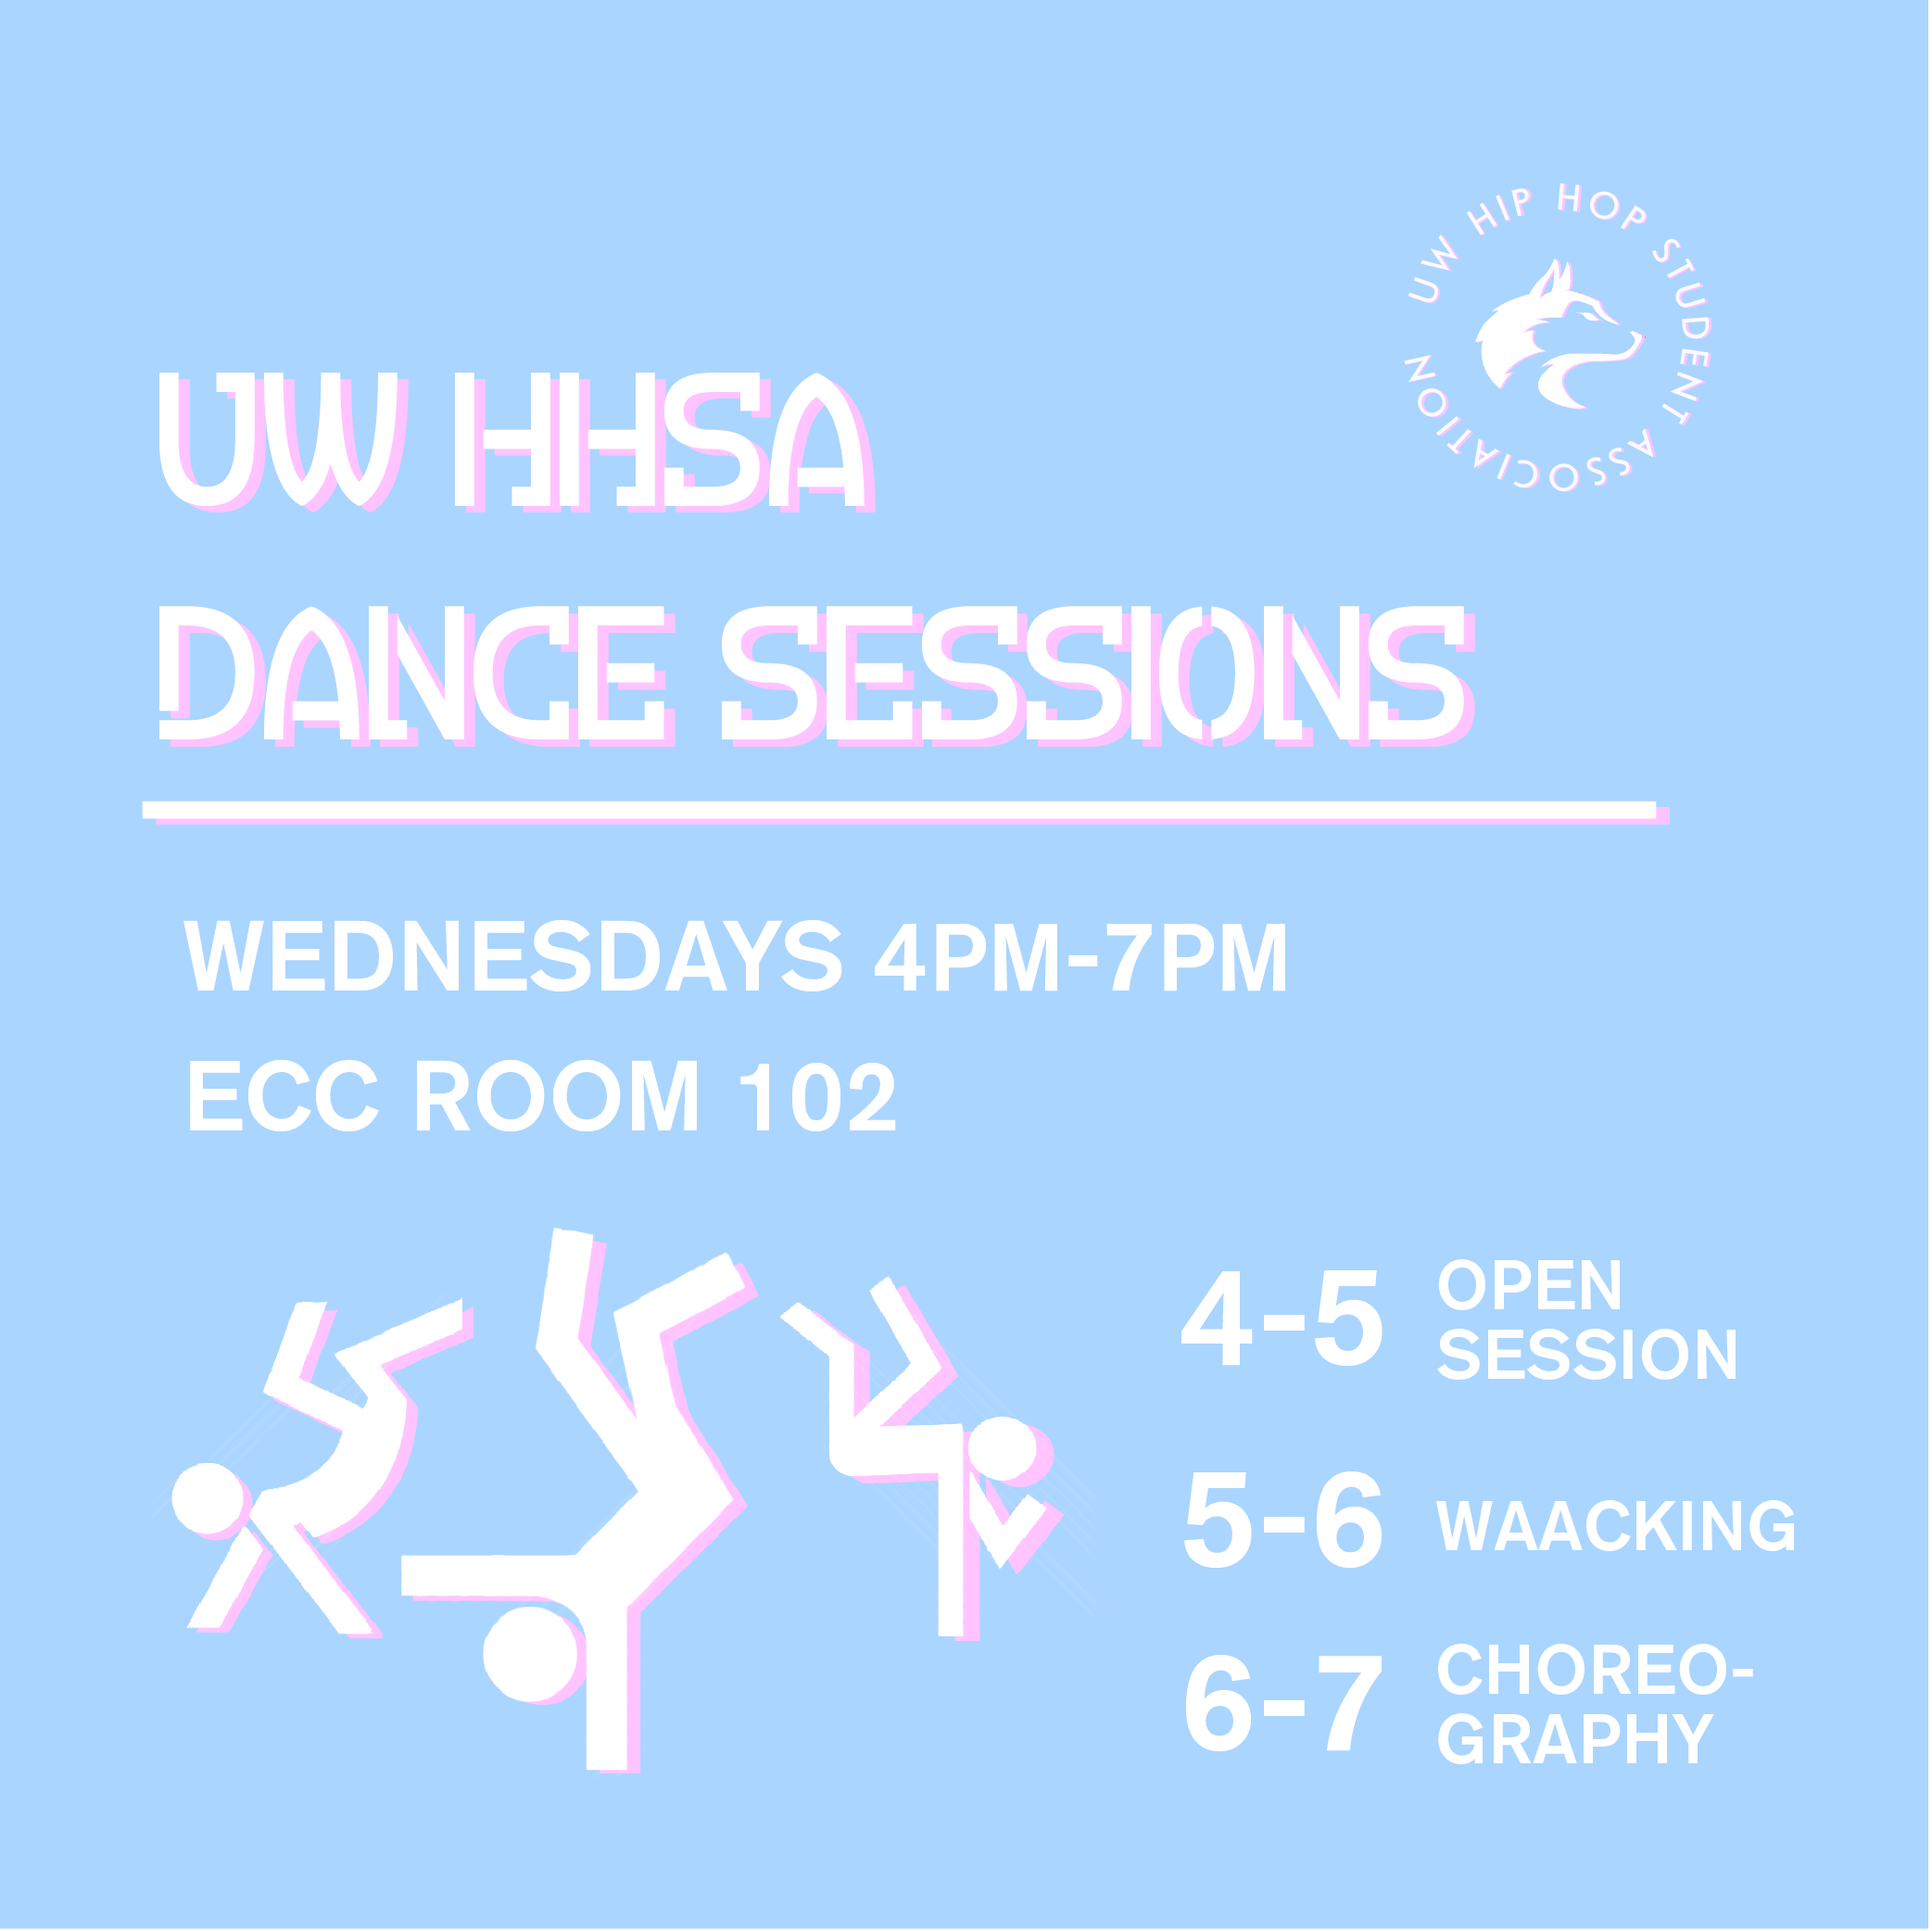 UW HIP HOP STUDENT ASSOCIATION
UW HHSA
DANCE SESSIONS
WEDNESDAYS 4PM-7PM
ECC ROOM 102
4-5 OPEN
SESSION
5-6 WAACKING
6-7 CHOREO-
GRAPHY